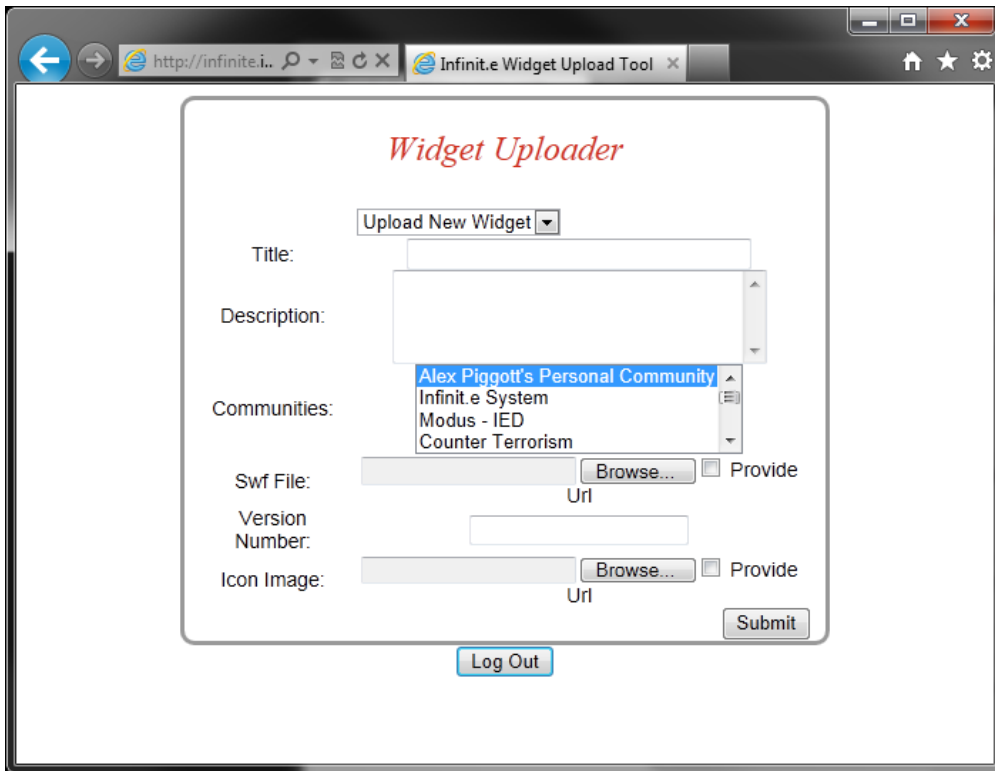 http://infinite.i..
Infinit.e Widget Upload Tool
Widget Uploader
Upload New Widget
Title:
Description:
Communities:
Alex Piggott's Personal Community
Infinit.e System
Modus - IED
Counter Terrorism
Swf File:
Browse... Provide
Url
Version
Number:
Icon Image:
Browse... Provide
Url
Submit
Log Out